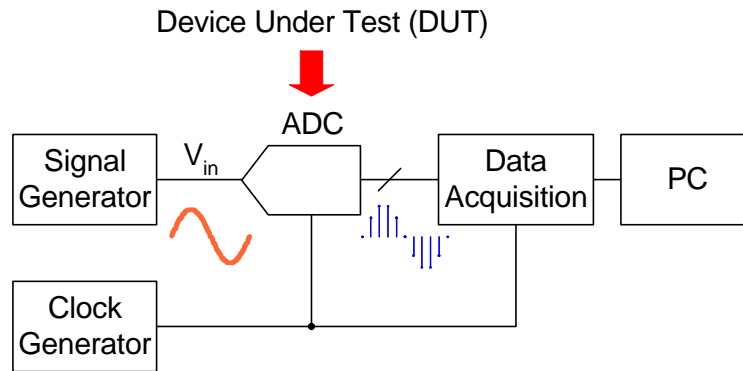 Device Under Test (DUT)
ADC
Signal
Generator
Vin
Data
Acquisition
PC
Clock
Generator